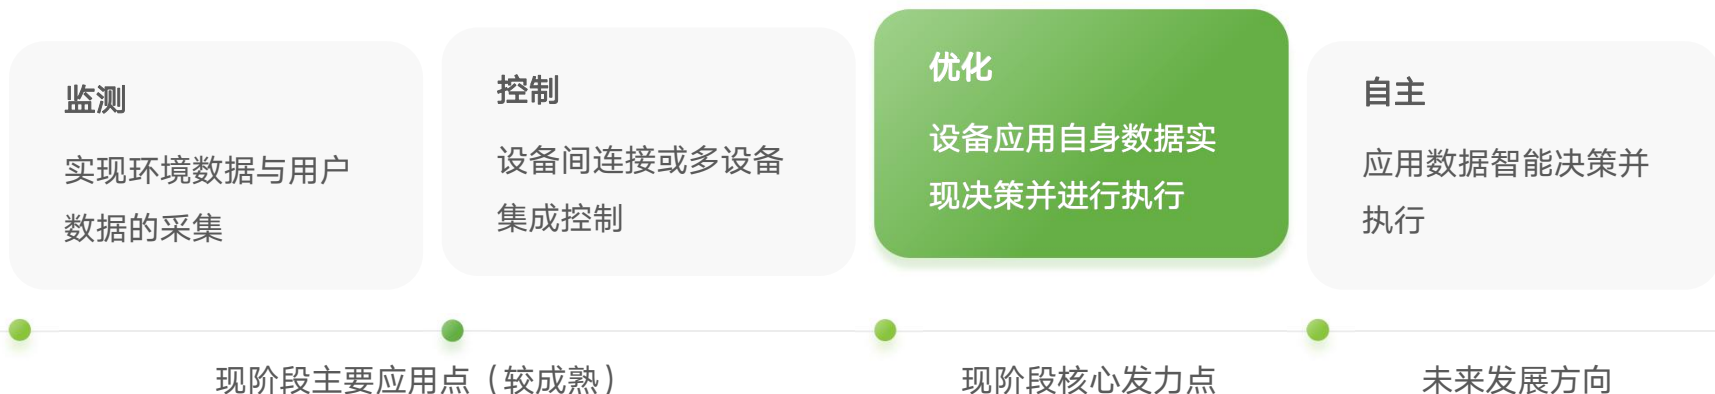 监测
实现环境数据与用户
数据的采集
控制
设备间连接或多设备
集成控制
优化
设备应用自身数据实
现决策并进行执行
自主
应用数据智能决策并
执行
现阶段主要应用点（较成熟）
现阶段核心发力点
未来发展方向